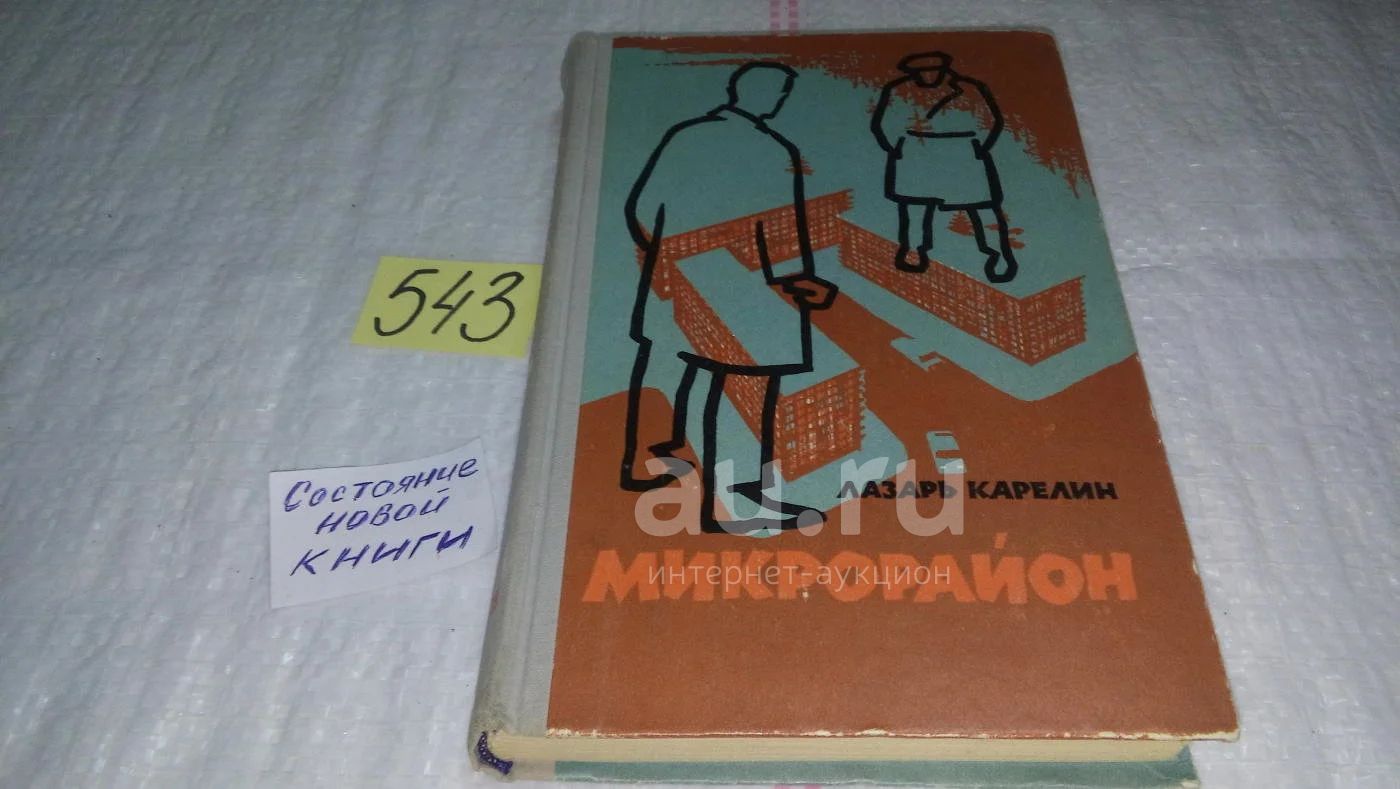 543
Состояние
новой
книги
ЛАЗАРЬ КАРЕЛИН
МИКРОРАЙОН
au.ru
интернет-аукцион